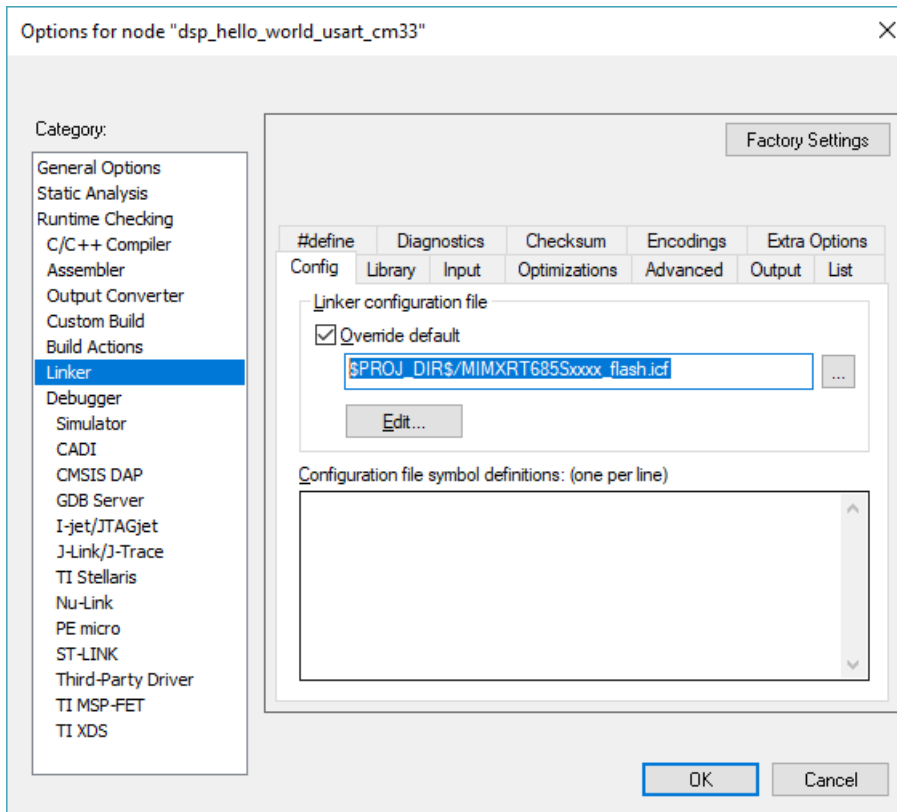 Options for node "dsp_hello_world_usart_cm33"
Category:
General Options
Static Analysis
Runtime Checking
C/C++ Compiler
Assembler
Output Converter
Custom Build
Build Actions
Linker
Debugger
Simulator
CADI
CMSIS DAP
GDB Server
I-jet/JTAGjet
J-Link/J-Trace
TI Stellaris
Nu-Link
PE micro
ST-LINK
Third-Party Driver
TI MSP-FET
TI XDS
Factory Settings
#define Diagnostics Checksum Encodings Extra Options
Config Library Input Optimizations Advanced Output List
Linker configuration file
Override default
$PROJ_DIR$/MIMXRT685Sxxxx_flash.icf
...
Edit...
Configuration file symbol definitions: (one per line)
OK Cancel